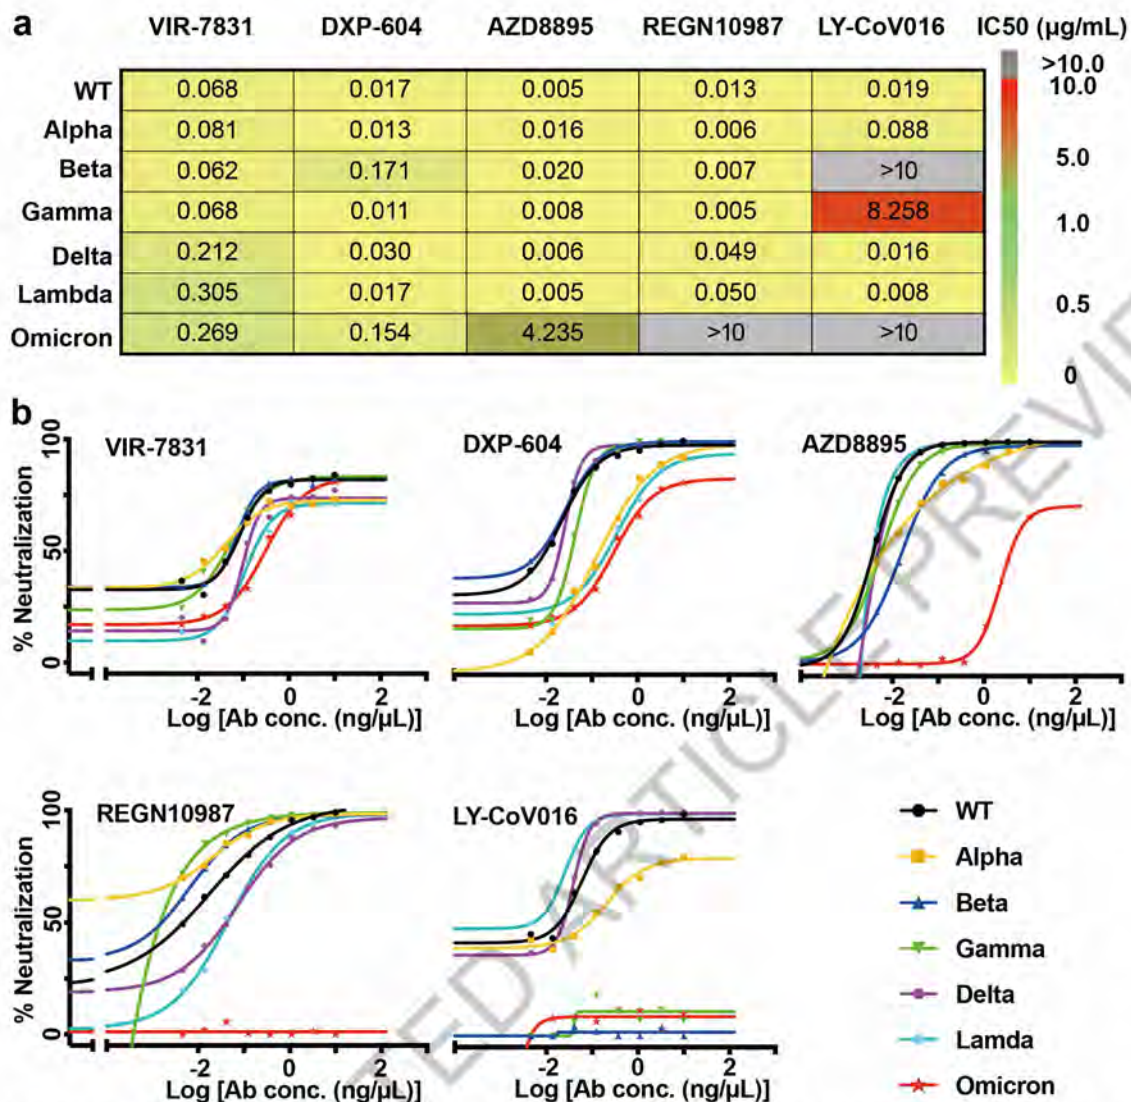 a
VIR-7831 DXP-604 AZD8895 REGN10987 LY-CoV016 IC50 (µg/mL)
WT 0.068 0.017 0.005 0.013 0.019
Alpha 0.081 0.013 0.016 0.006 0.088
Beta 0.062 0.171 0.020 0.007 >10
Gamma 0.068 0.011 0.008 0.005 8.258
Delta 0.212 0.030 0.006 0.049 0.016
Lambda 0.305 0.017 0.005 0.050 0.008
Omicron 0.269 0.154 4.235 >10 >10
>10.0
10.0
5.0
1.0
0.5
0
b
VIR-7831
% Neutralization
100
50
0
-2 0 2
Log [Ab conc. (ng/µL)]
DXP-604
-2 0 2
Log [Ab conc. (ng/µL)]
AZD8895
-2 0 2
Log [Ab conc. (ng/µL)]
REGN10987
% Neutralization
100
50
0
-2 0 2
Log [Ab conc. (ng/µL)]
LY-CoV016
-2 0 2
Log [Ab conc. (ng/µL)]
WT
Alpha
Beta
Gamma
Delta
Lamda
Omicron
TED ARTICLE PREVIE